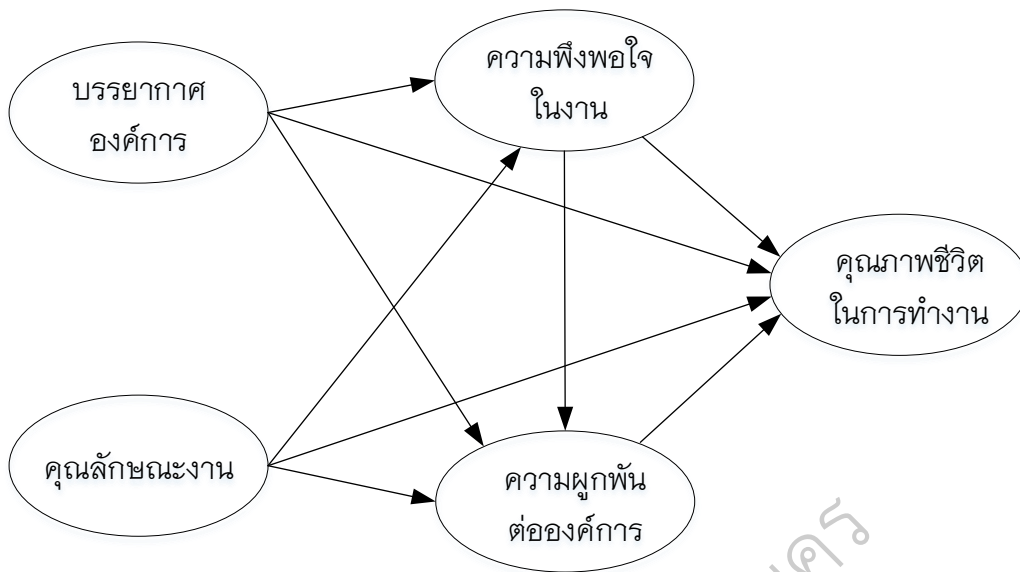 บรรยากาศ
องค์การ
ความพึงพอใจ
ในงาน
คุณภาพชีวิต
ในการทำงาน
คุณลักษณะงาน
ความผูกพัน
ต่อองค์การ